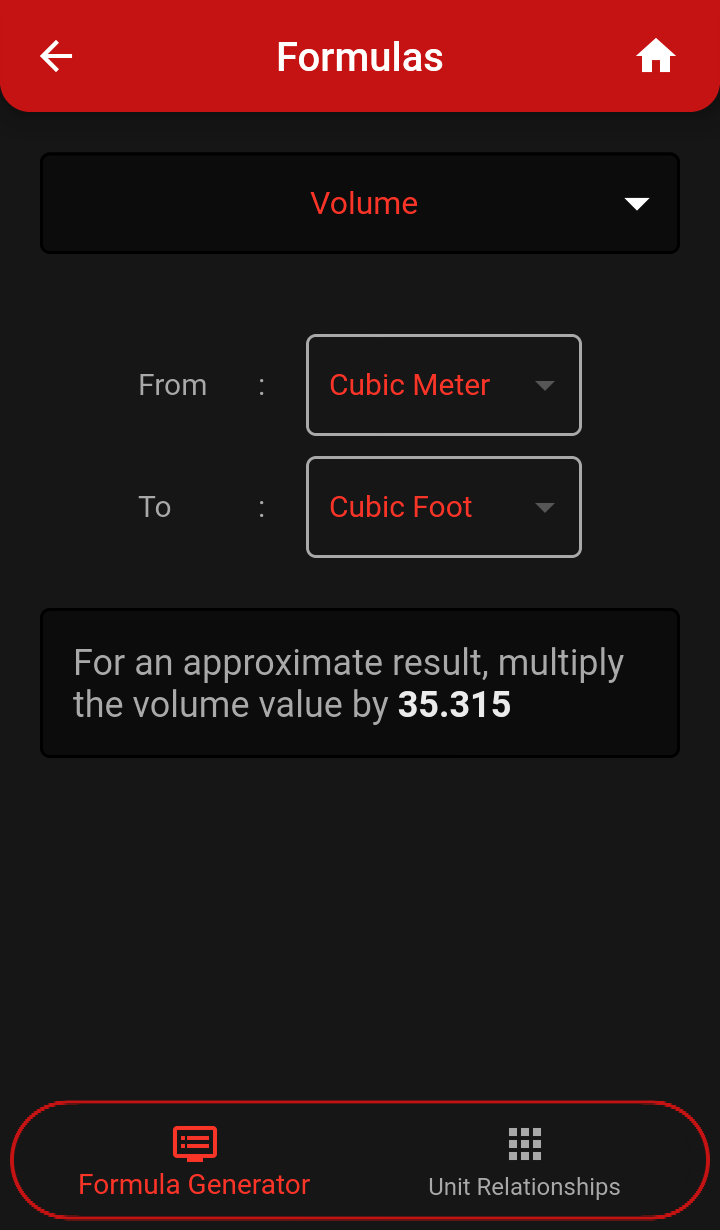 Formulas
Volume
From : Cubic Meter
To : Cubic Foot
For an approximate result, multiply
the volume value by 35.315
Formula Generator
Unit Relationships